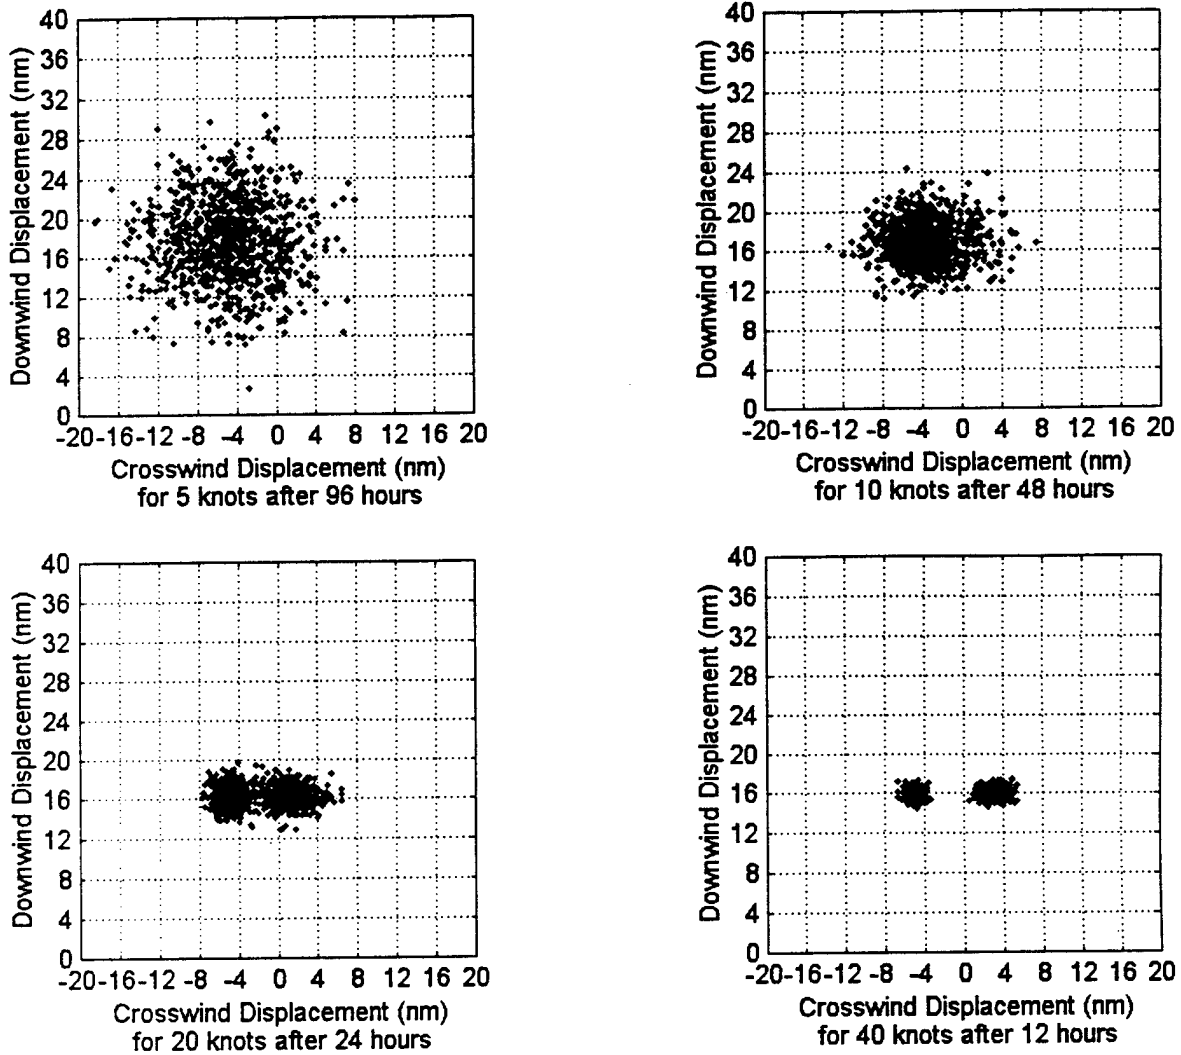 40
36
32
28
24
20
16
12
8
4
0
Downwind Displacement (nm)
-20 -16 -12 -8 -4 0 4 8 12 16 20
Crosswind Displacement (nm)
for 5 knots after 96 hours
40
36
32
28
24
20
16
12
8
4
0
Downwind Displacement (nm)
-20 -16 -12 -8 -4 0 4 8 12 16 20
Crosswind Displacement (nm)
for 10 knots after 48 hours
40
36
32
28
24
20
16
12
8
4
0
Downwind Displacement (nm)
-20 -16 -12 -8 -4 0 4 8 12 16 20
Crosswind Displacement (nm)
for 20 knots after 24 hours
40
36
32
28
24
20
16
12
8
4
0
Downwind Displacement (nm)
-20 -16 -12 -8 -4 0 4 8 12 16 20
Crosswind Displacement (nm)
for 40 knots after 12 hours